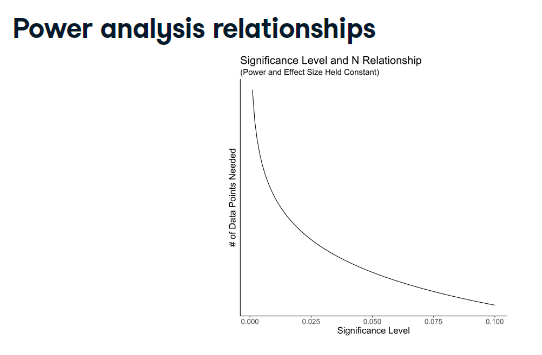 Power analysis relationships
Significance Level and N Relationship
(Power and Effect Size Held Constant)
# of Data Points Needed
0.000 0.025 0.050 0.075 0.100
Significance Level